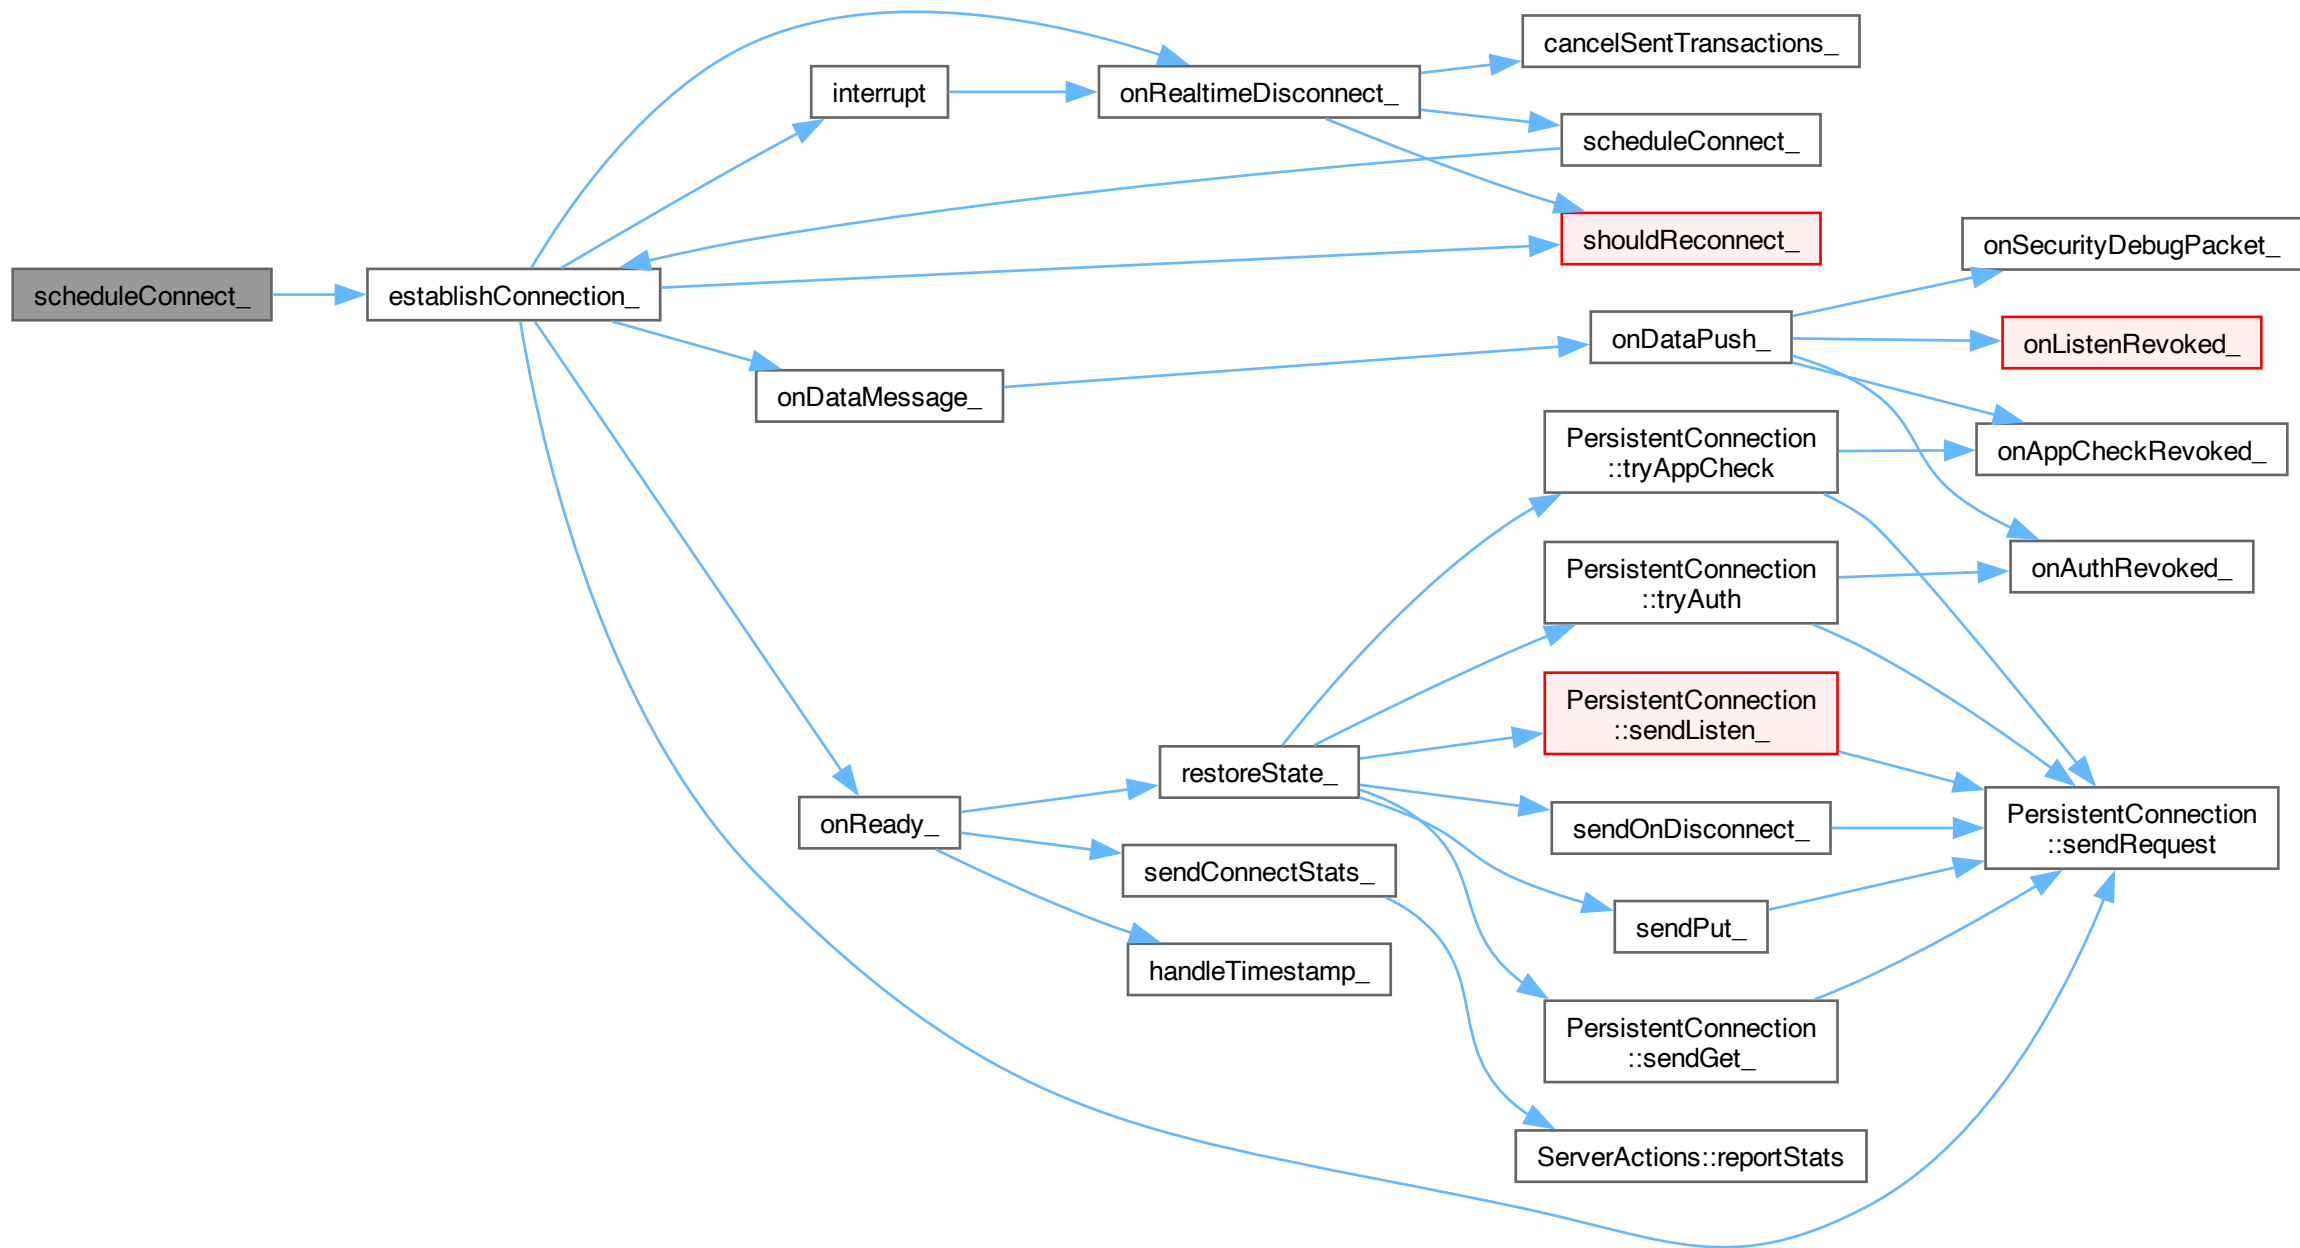 cancelSentTransactions_
interrupt
onRealtimeDisconnect_
scheduleConnect_
shouldReconnect_
onSecurityDebugPacket_
scheduleConnect_
establishConnection_
onDataPush_
onListenRevoked_
onDataMessage_
PersistentConnection
::tryAppCheck
onAppCheckRevoked_
PersistentConnection
::tryAuth
onAuthRevoked_
PersistentConnection
::sendListen_
restoreState_
onReady_
sendOnDisconnect_
PersistentConnection
::sendRequest
sendConnectStats_
sendPut_
handleTimestamp_
PersistentConnection
::sendGet_
ServerActions::reportStats